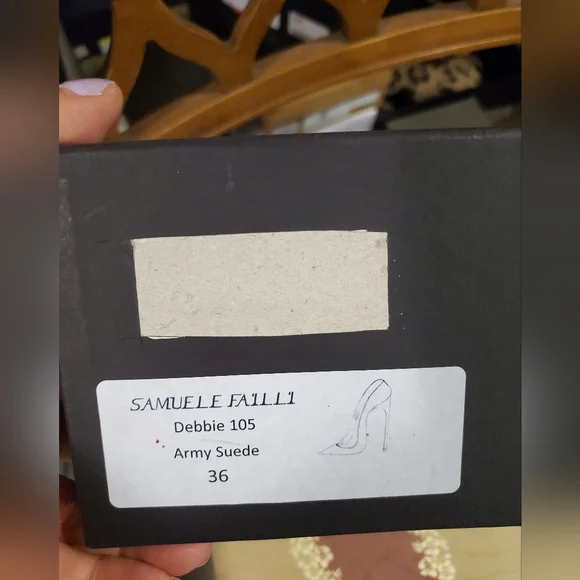 SAMUELE FAILLI
Debbie 105
Army Suede
36